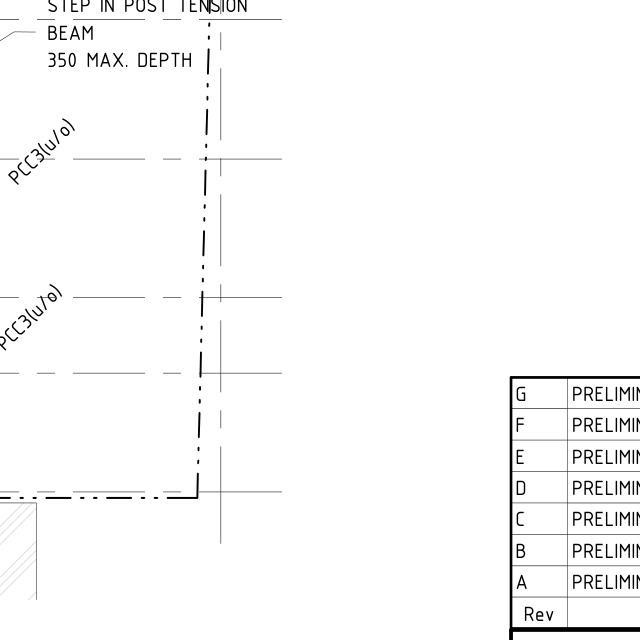 STEP IN POST TENSION
BEAM
350 MAX. DEPTH
PCC3(u/o)
PCC3(u/o)
G PRELIMIN
F PRELIMIN
E PRELIMIN
D PRELIMIN
C PRELIMIN
B PRELIMIN
A PRELIMIN
Rev